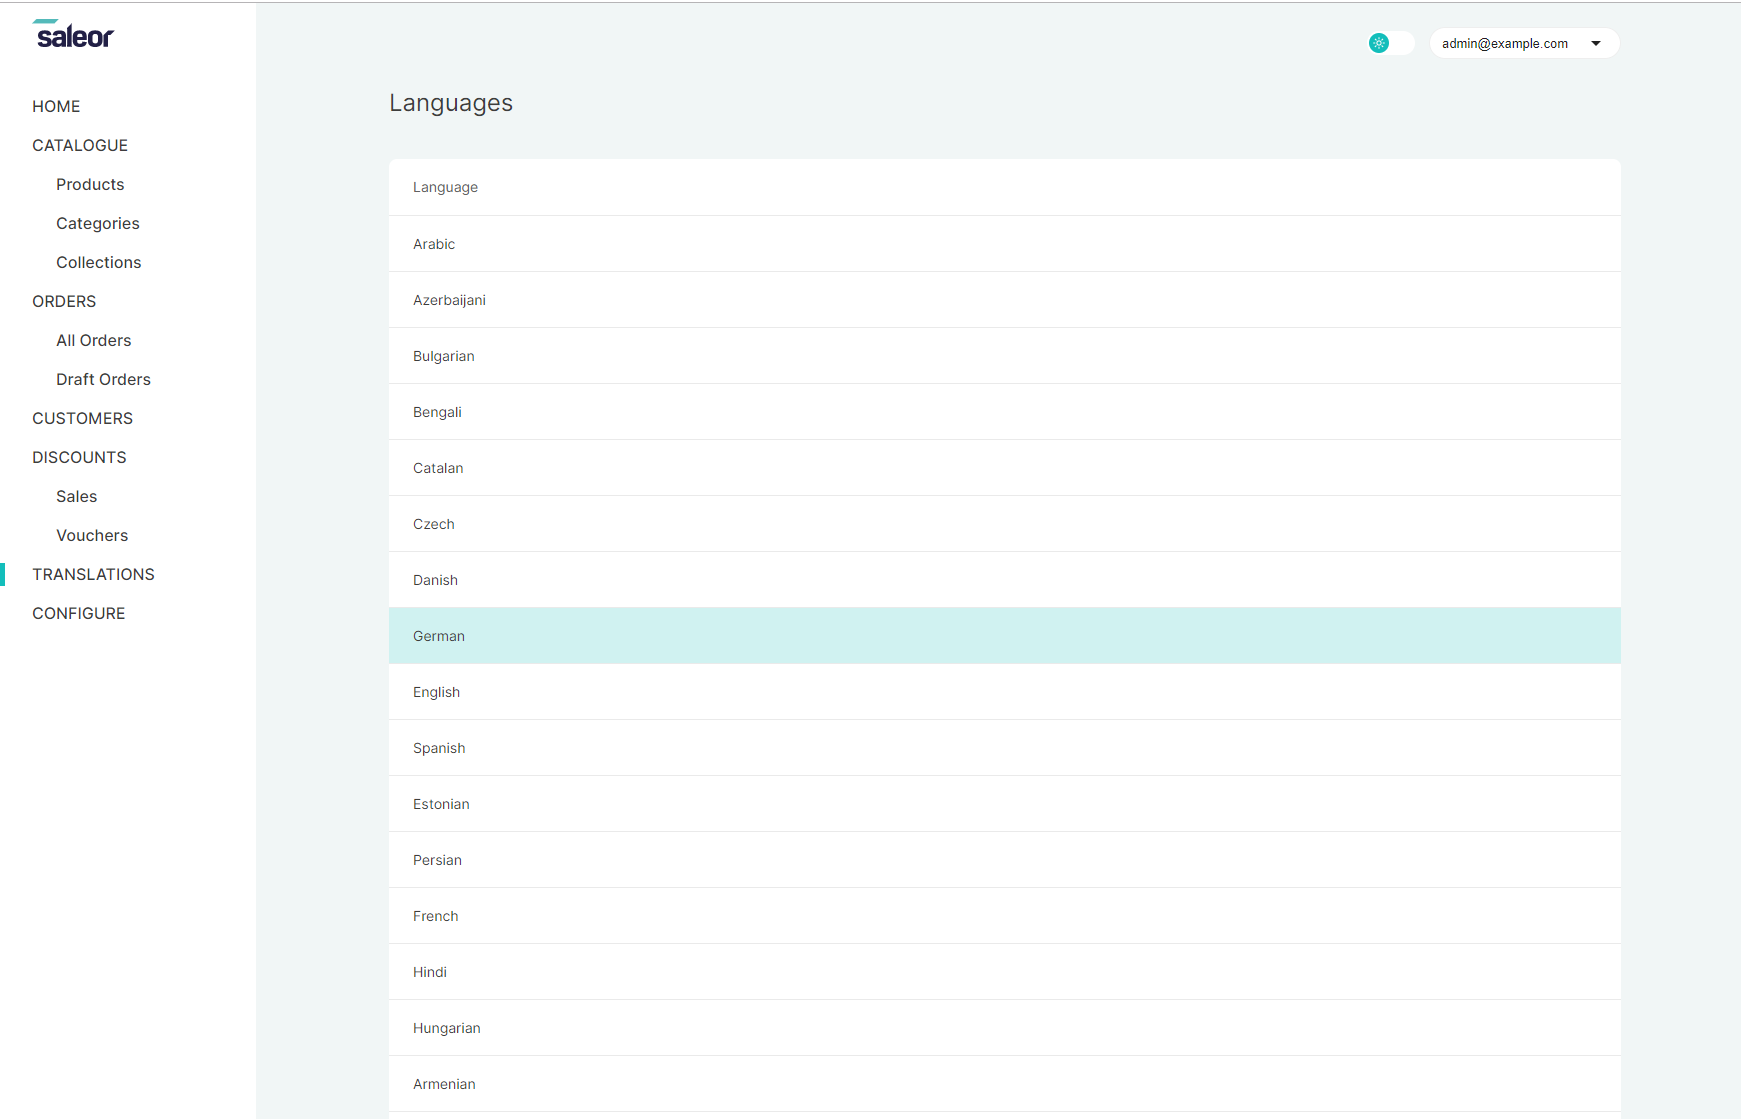 saleor
admin@example.com
HOME
CATALOGUE
Products
Categories
Collections
ORDERS
All Orders
Draft Orders
CUSTOMERS
DISCOUNTS
Sales
Vouchers
TRANSLATIONS
CONFIGURE
Languages
Language
Arabic
Azerbaijani
Bulgarian
Bengali
Catalan
Czech
Danish
German
English
Spanish
Estonian
Persian
French
Hindi
Hungarian
Armenian